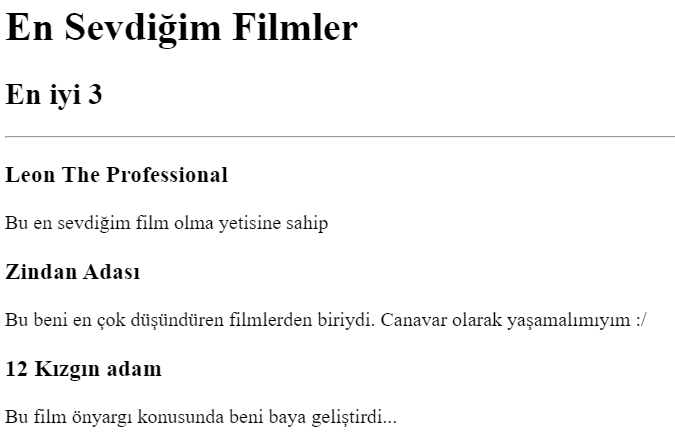 En Sevdiğim Filmler
En iyi 3
Leon The Professional
Bu en sevdiğim film olma yetisine sahip
Zindan Adası
Bu beni en çok düşündüren filmlerden biriydi. Canavar olarak yaşamalımıyım :/
12 Kızgın adam
Bu film önyargı konusunda beni baya geliştirdi...